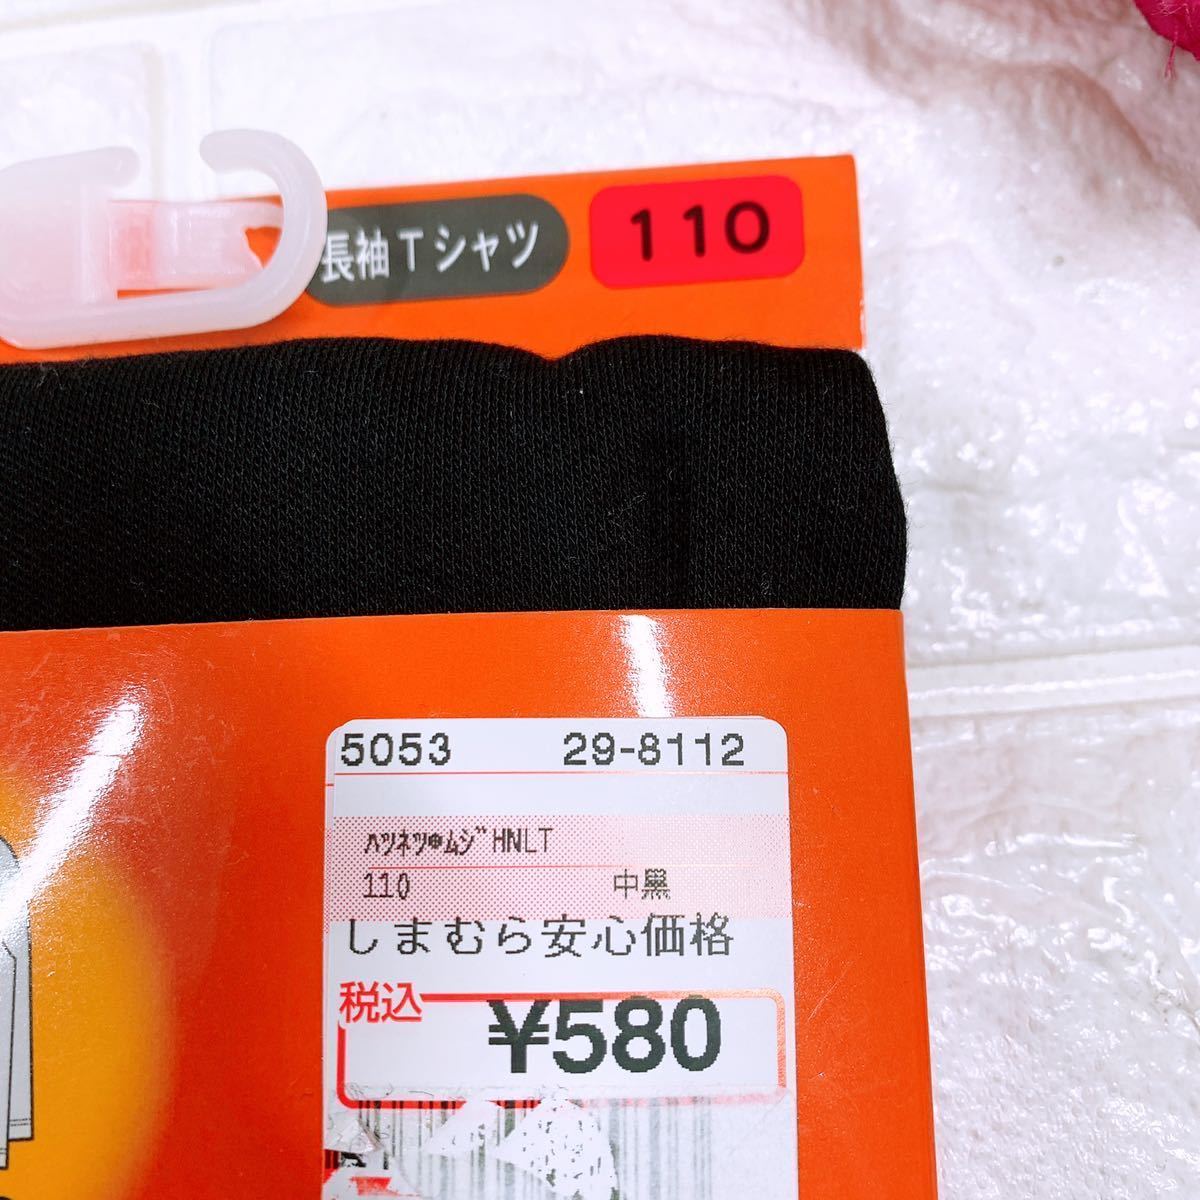 長袖Tシャツ 110
5053 29-8112
ﾊﾂﾈﾂ●ﾑｼﾞHNLT
110 中黒
しまむら安心価格
税込 ¥580